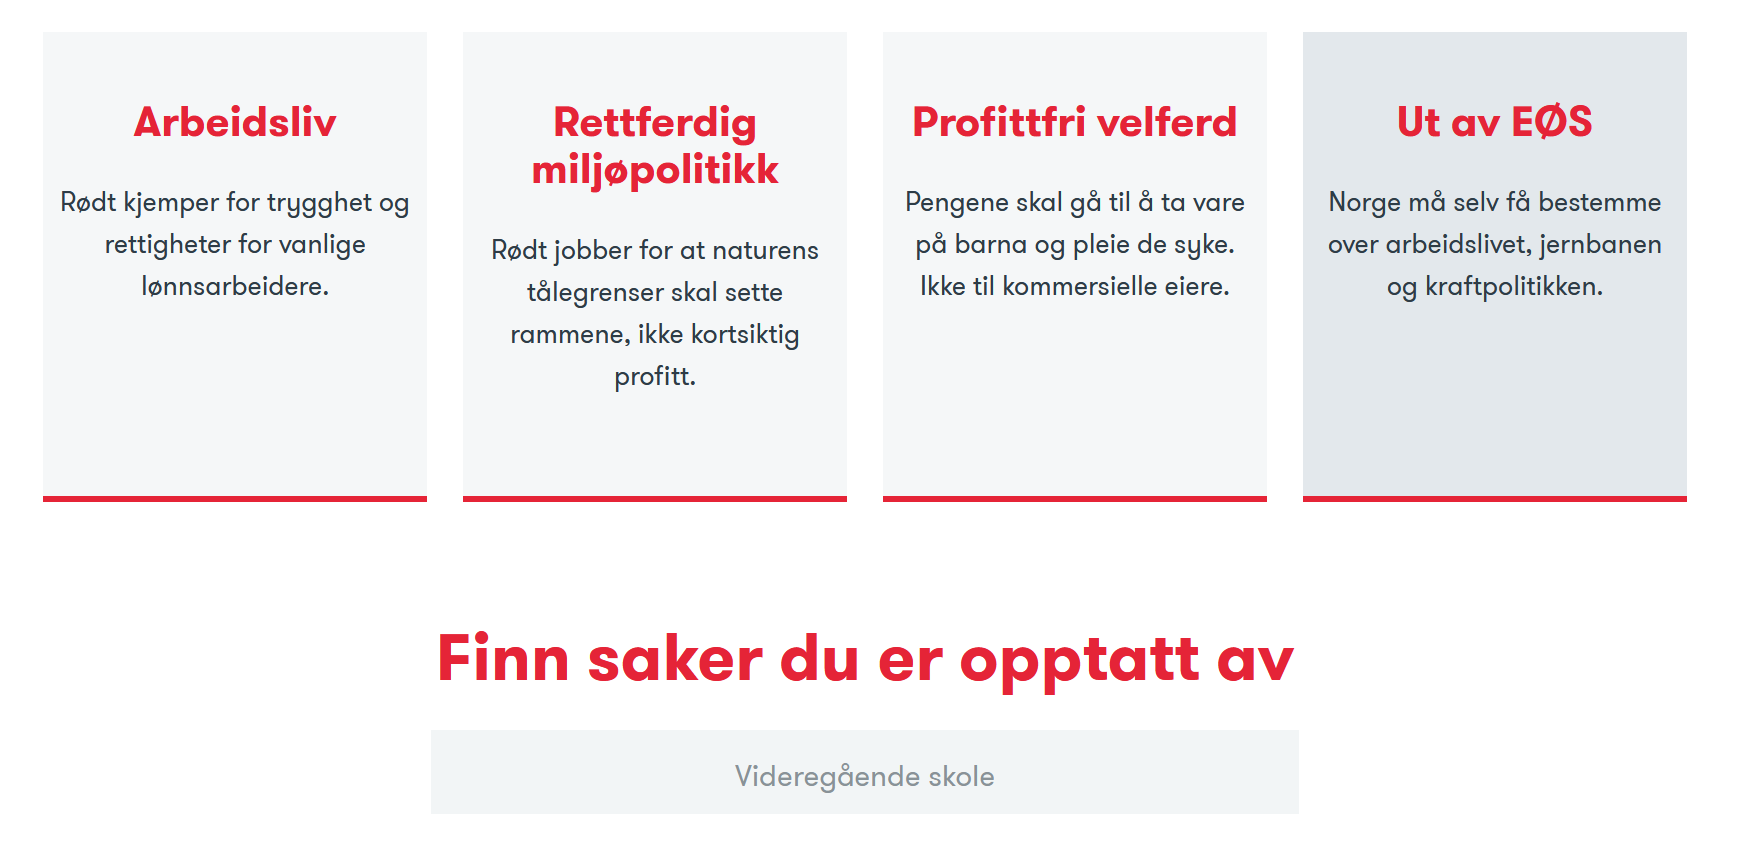 Arbeidsliv
Rødt kjemper for trygghet og
rettigheter for vanlige
lønnsarbeidere.
Rettferdig
miljøpolitikk
Rødt jobber for at naturens
tålegrenser skal sette
rammene, ikke kortsiktig
profitt.
Profittfri velferd
Pengene skal gå til å ta vare
på barna og pleie de syke.
Ikke til kommersielle eiere.
Ut av EØS
Norge må selv få bestemme
over arbeidslivet, jernbanen
og kraftpolitikken.
Finn saker du er opptatt av
Videregående skole